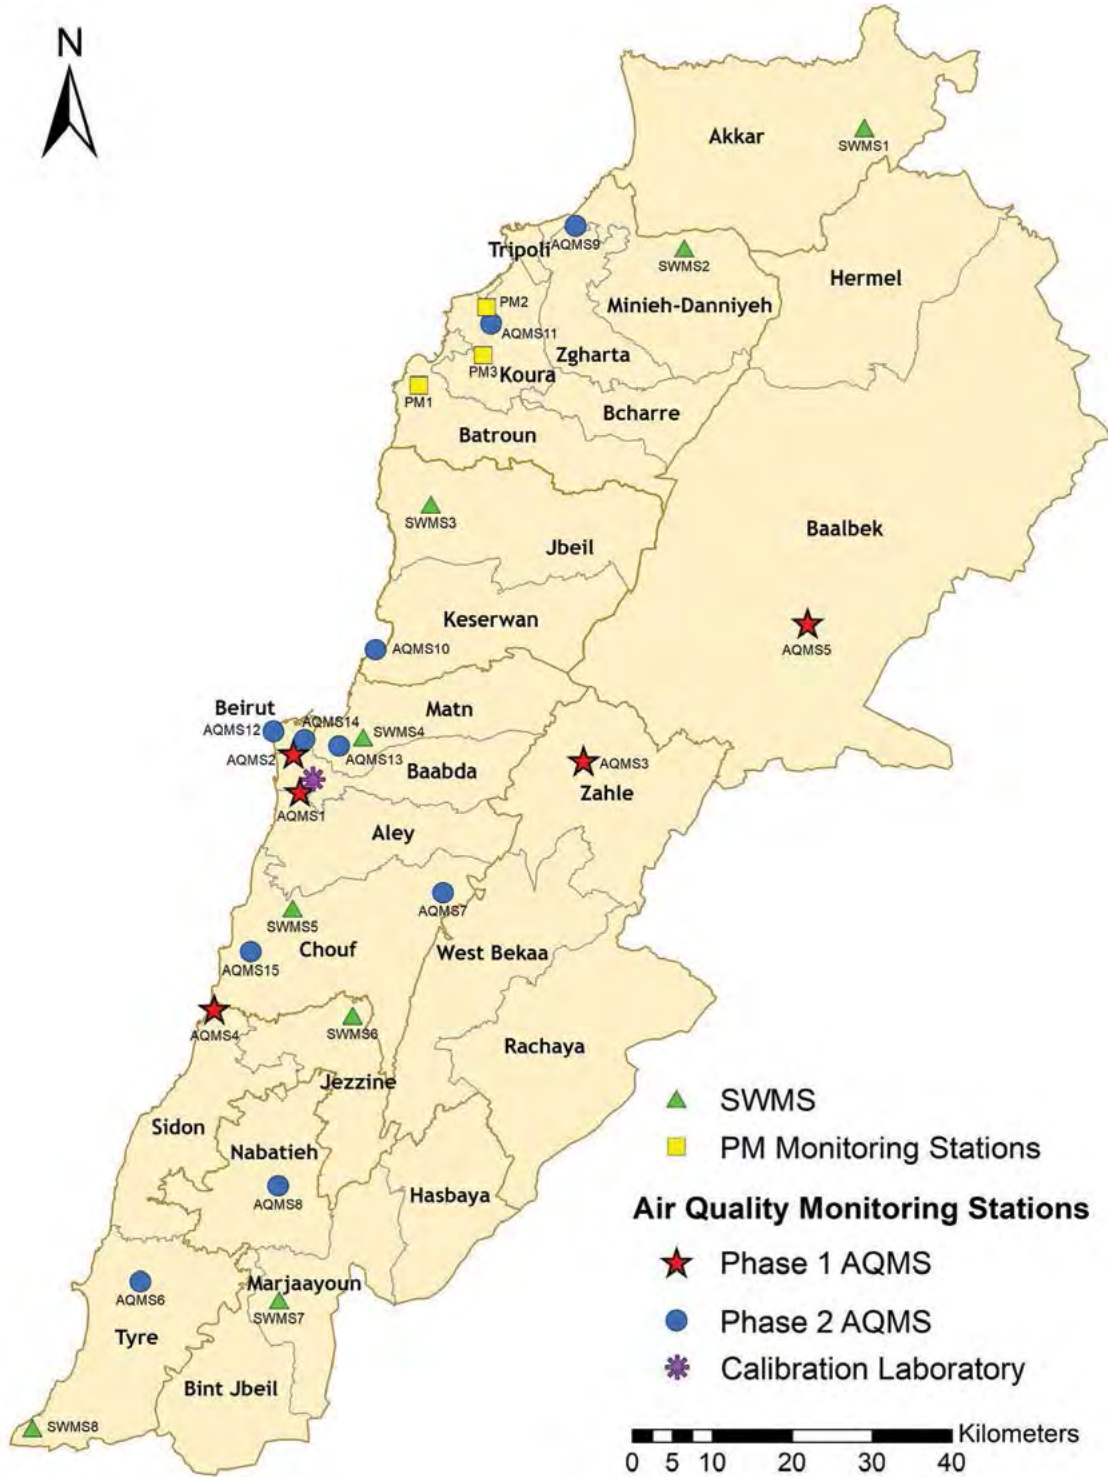 N
Akkar
SWMS1
AQMS9
Tripoli
SWMS2
Hermel
Minieh-Danniyeh
PM2
AQMS11
Zgharta
PM3
Koura
PM1
Bcharre
Batroun
SWMS3
Baalbek
Jbeil
Keserwan
AQMS10
AQMS5
Beirut
Matn
AQMS12
AQMS14
SWMS4
AQMS2
AQMS13
Baabda
AQMS3
Zahle
AQMS1
Aley
AQMS7
SWMS5
Chouf
West Bekaa
AQMS15
AQMS4
SWMS6
Rachaya
Jezzine
Sidon
Nabatieh
Hasbaya
AQMS8
Marjaayoun
AQMS6
SWMS7
Tyre
Bint Jbeil
SWMS8
SWMS
PM Monitoring Stations
Air Quality Monitoring Stations
Phase 1 AQMS
Phase 2 AQMS
Calibration Laboratory
Kilometers
0 5 10 20 30 40